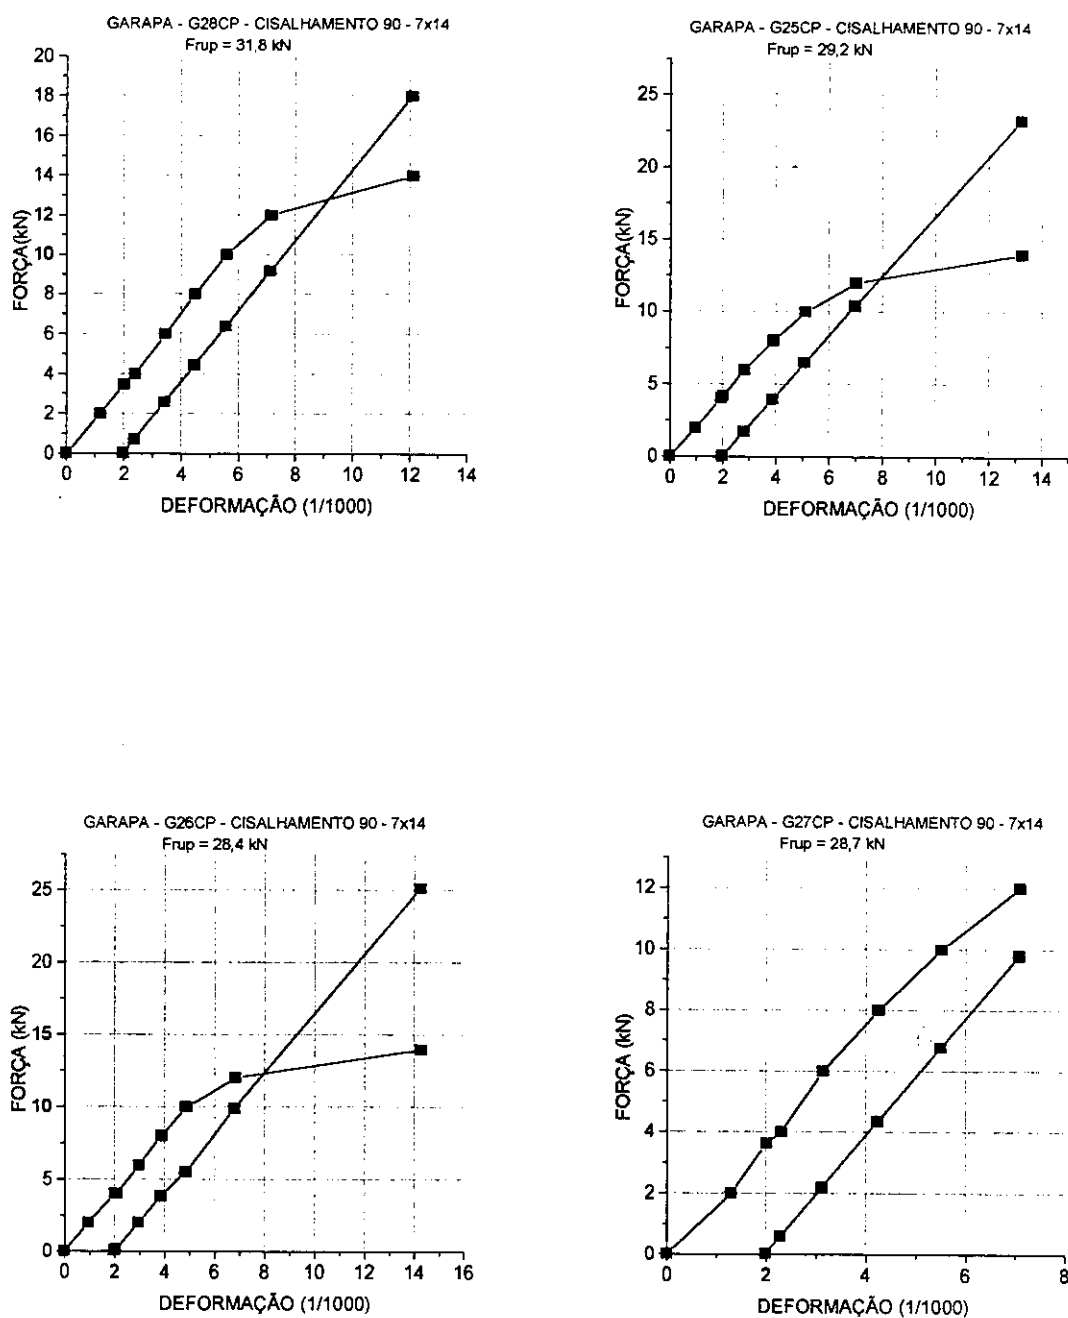 GARAPA - G28CP - CISALHAMENTO 90 - 7x14
Frup = 31,8 kN
20
18
16
14
12
10
8
6
4
2
0
FORÇA(kN)
0 2 4 6 8 10 12 14
DEFORMAÇÃO (1/1000)
GARAPA - G25CP - CISALHAMENTO 90 - 7x14
Frup = 29,2 kN
25
20
15
10
5
0
FORÇA(kN)
0 2 4 6 8 10 12 14
DEFORMAÇÃO (1/1000)
GARAPA - G26CP - CISALHAMENTO 90 - 7x14
Frup = 28,4 kN
25
20
15
10
5
0
FORÇA (kN)
0 2 4 6 8 10 12 14 16
DEFORMAÇÃO (1/1000)
GARAPA - G27CP - CISALHAMENTO 90 - 7x14
Frup = 28,7 kN
12
10
8
6
4
2
0
FORÇA (kN)
0 2 4 6 8
DEFORMAÇÃO (1/1000)